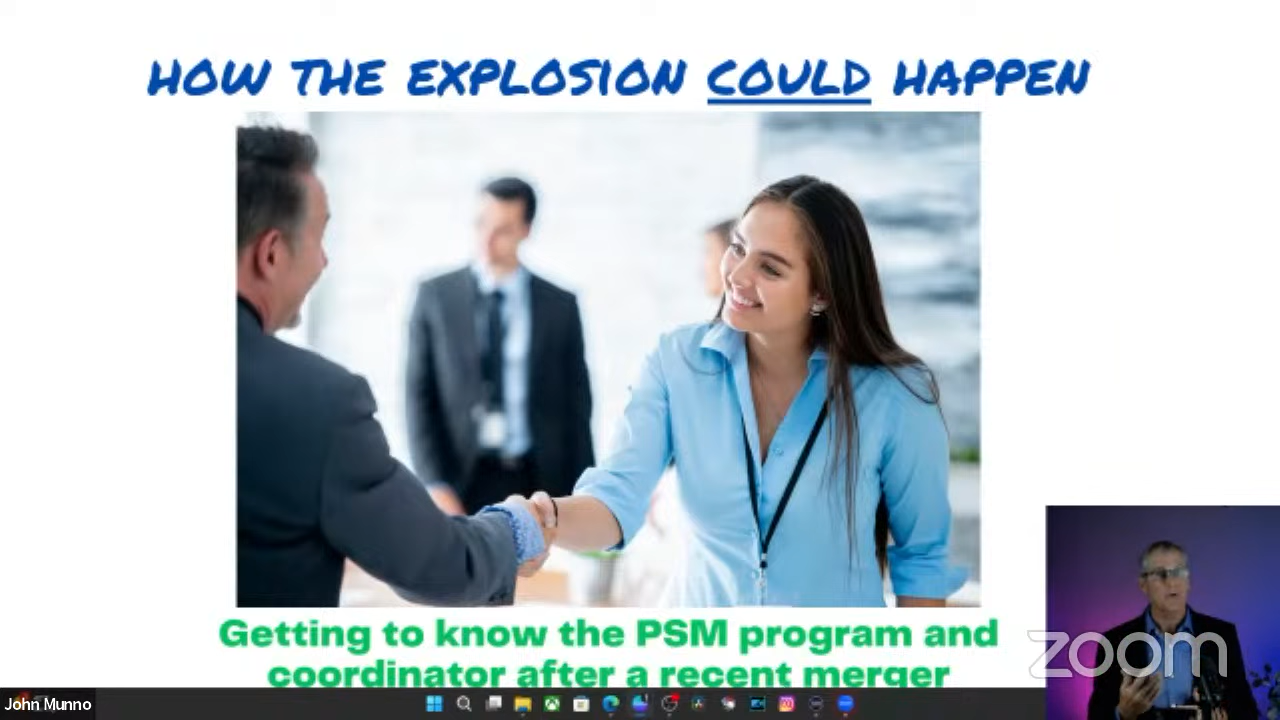 HOW THE EXPLOSION COULD HAPPEN
Getting to know the PSM program and
coordinator after a recent merger
zoom
John Munno